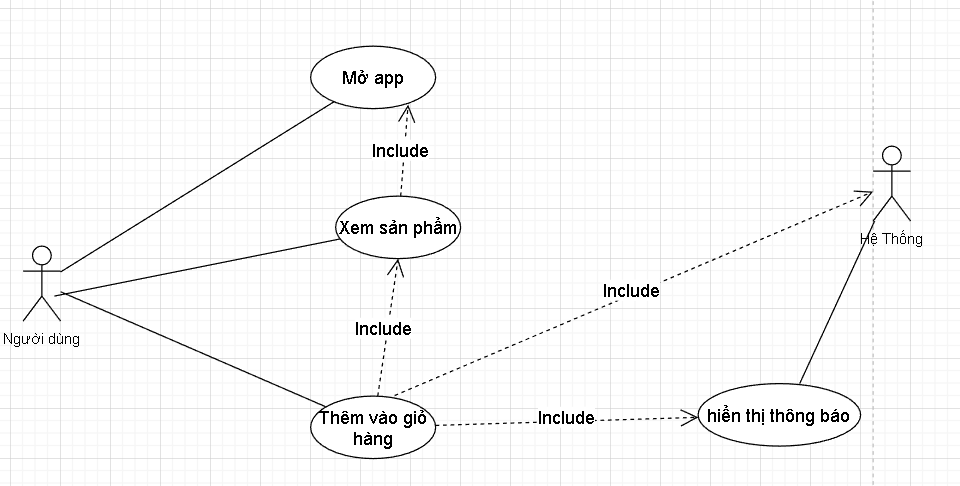 Mở app
Include
Xem sản phẩm
Hệ Thống
Include
Include
Người dùng
Thêm vào giỏ
hàng
Include
hiển thị thông báo